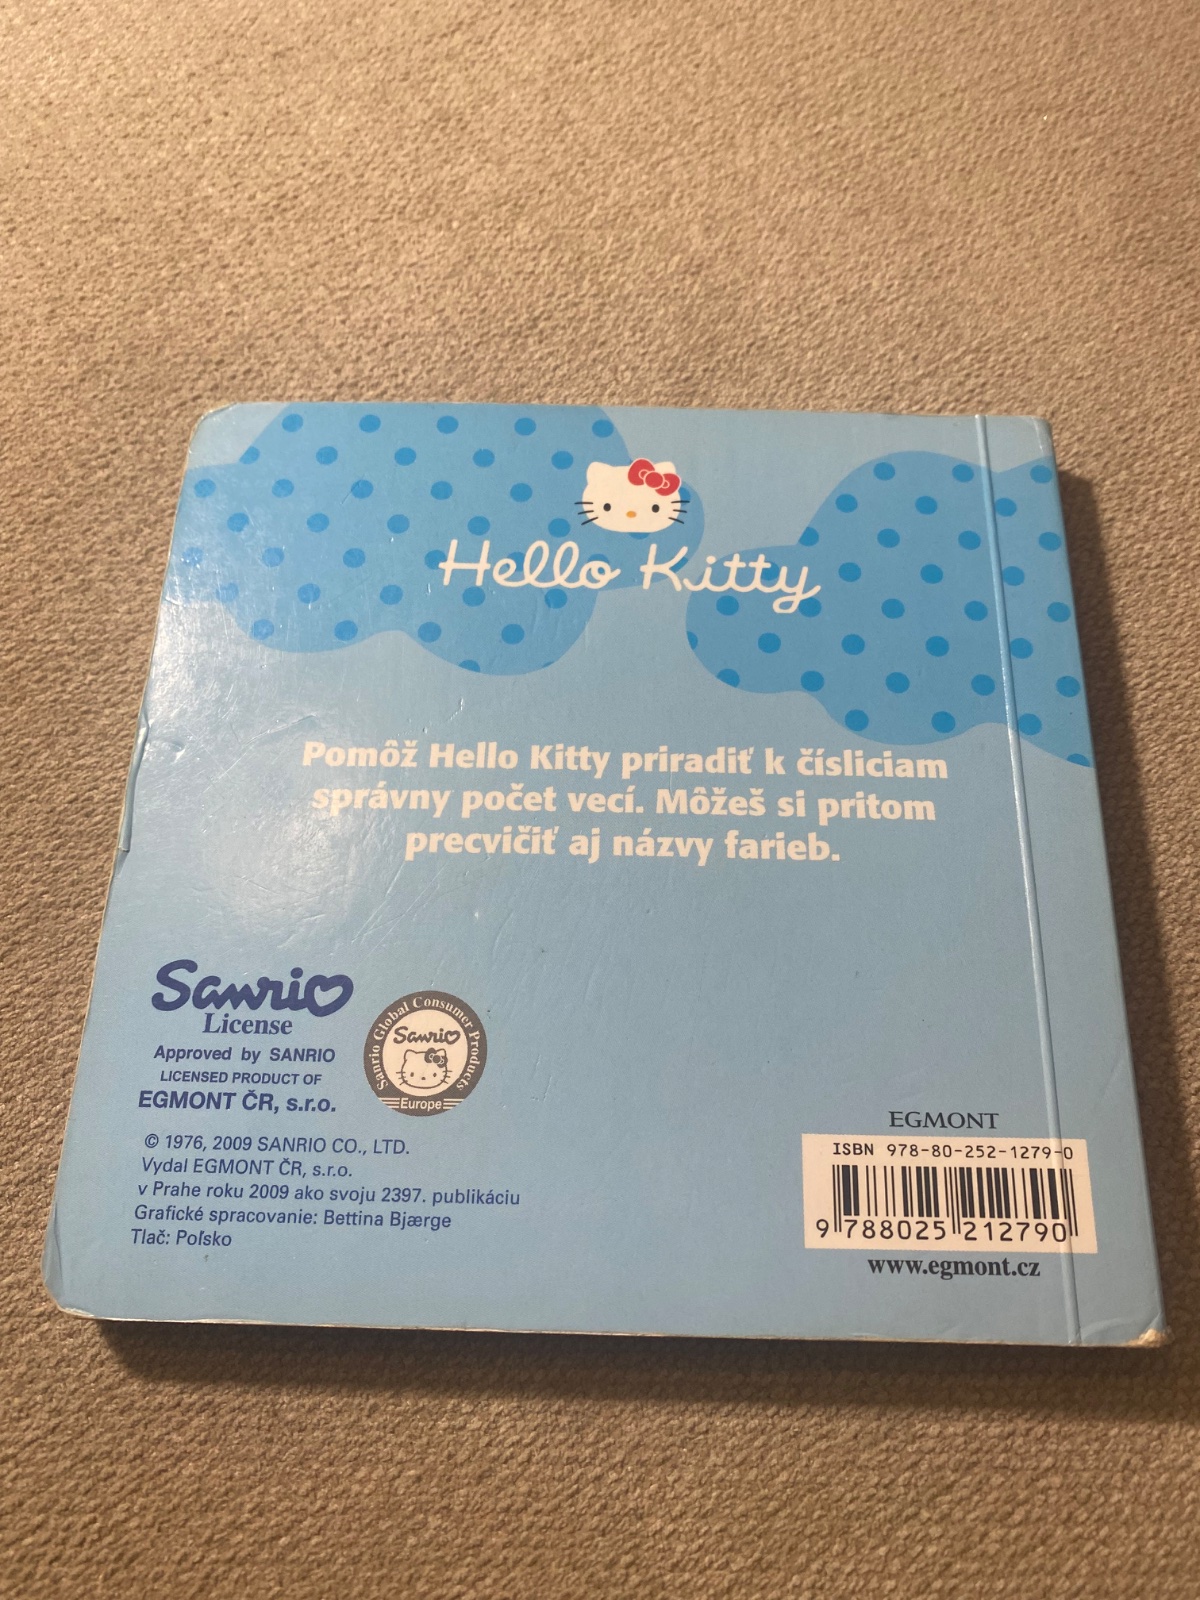 Hello Kitty
Pomôž Hello Kitty priradiť k čísliciam
správny počet vecí. Môžeš si pritom
precvičiť aj názvy farieb.
Sanrio
License
Approved by SANRIO
LICENSED PRODUCT OF
EGMONT ČR, s.r.o.
Sanrio Global Consumer Products
Sanrio
Europe
© 1976, 2009 SANRIO CO., LTD.
Vydal EGMONT ČR, s.r.o.
v Prahe roku 2009 ako svoju 2397. publikáciu
Grafické spracovanie: Bettina Bjærge
Tlač: Poľsko
EGMONT
ISBN 978-80-252-1279-0
9 788025 212790
www.egmont.cz